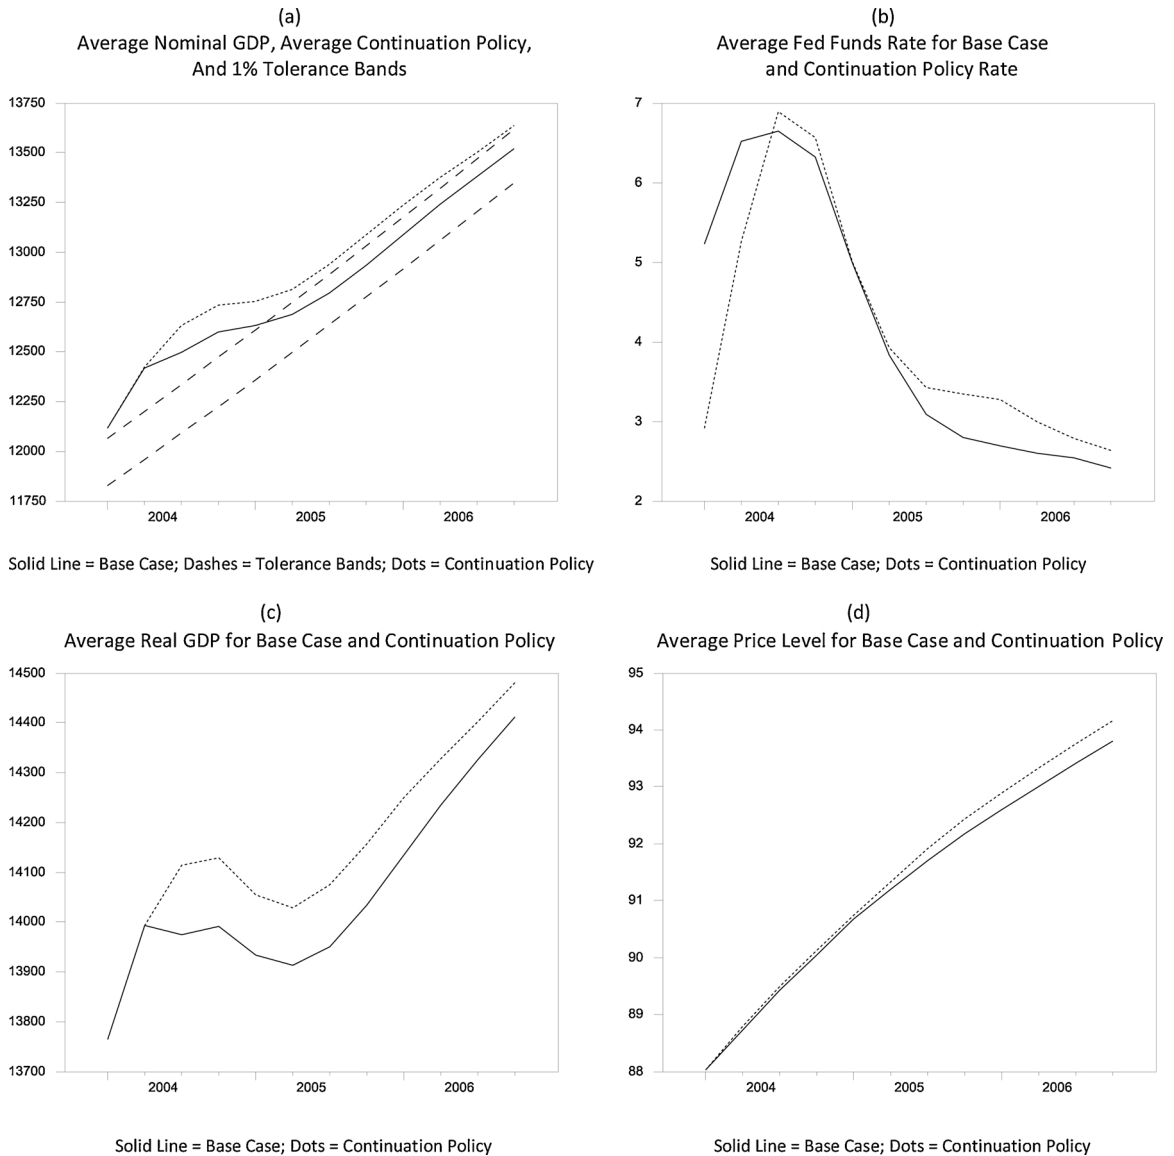 (a)
Average Nominal GDP, Average Continuation Policy,
And 1% Tolerance Bands
13750
13500
13250
13000
12750
12500
12250
12000
11750
2004 2005 2006
Solid Line = Base Case; Dashes = Tolerance Bands; Dots = Continuation Policy
(b)
Average Fed Funds Rate for Base Case
and Continuation Policy Rate
7
6
5
4
3
2
2004 2005 2006
Solid Line = Base Case; Dots = Continuation Policy
(c)
Average Real GDP for Base Case and Continuation Policy
14500
14400
14300
14200
14100
14000
13900
13800
13700
2004 2005 2006
Solid Line = Base Case; Dots = Continuation Policy
(d)
Average Price Level for Base Case and Continuation Policy
95
94
93
92
91
90
89
88
2004 2005 2006
Solid Line = Base Case; Dots = Continuation Policy